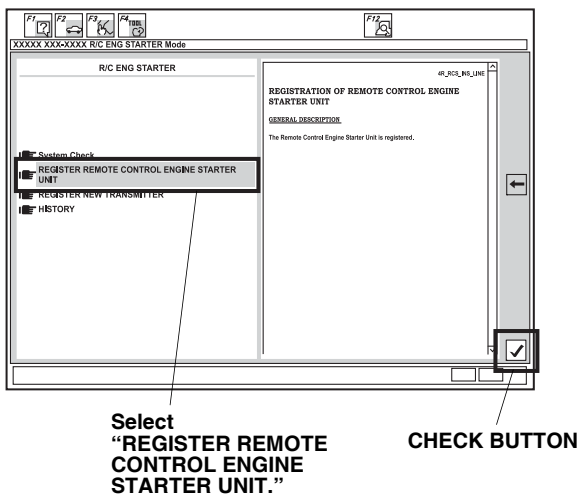 F1
F2
F3
F4
TOOL
F12
XXXXX XXX-XXXX R/C ENG STARTER Mode
R/C ENG STARTER
System Check
REGISTER REMOTE CONTROL ENGINE STARTER
UNIT
REGISTER NEW TRANSMITTER
HISTORY
4R_RCS_INS_LINE
REGISTRATION OF REMOTE CONTROL ENGINE
STARTER UNIT
GENERAL DESCRIPTION
The Remote Control Engine Starter Unit is registered.
Select
“REGISTER REMOTE
CONTROL ENGINE
STARTER UNIT.”
CHECK BUTTON